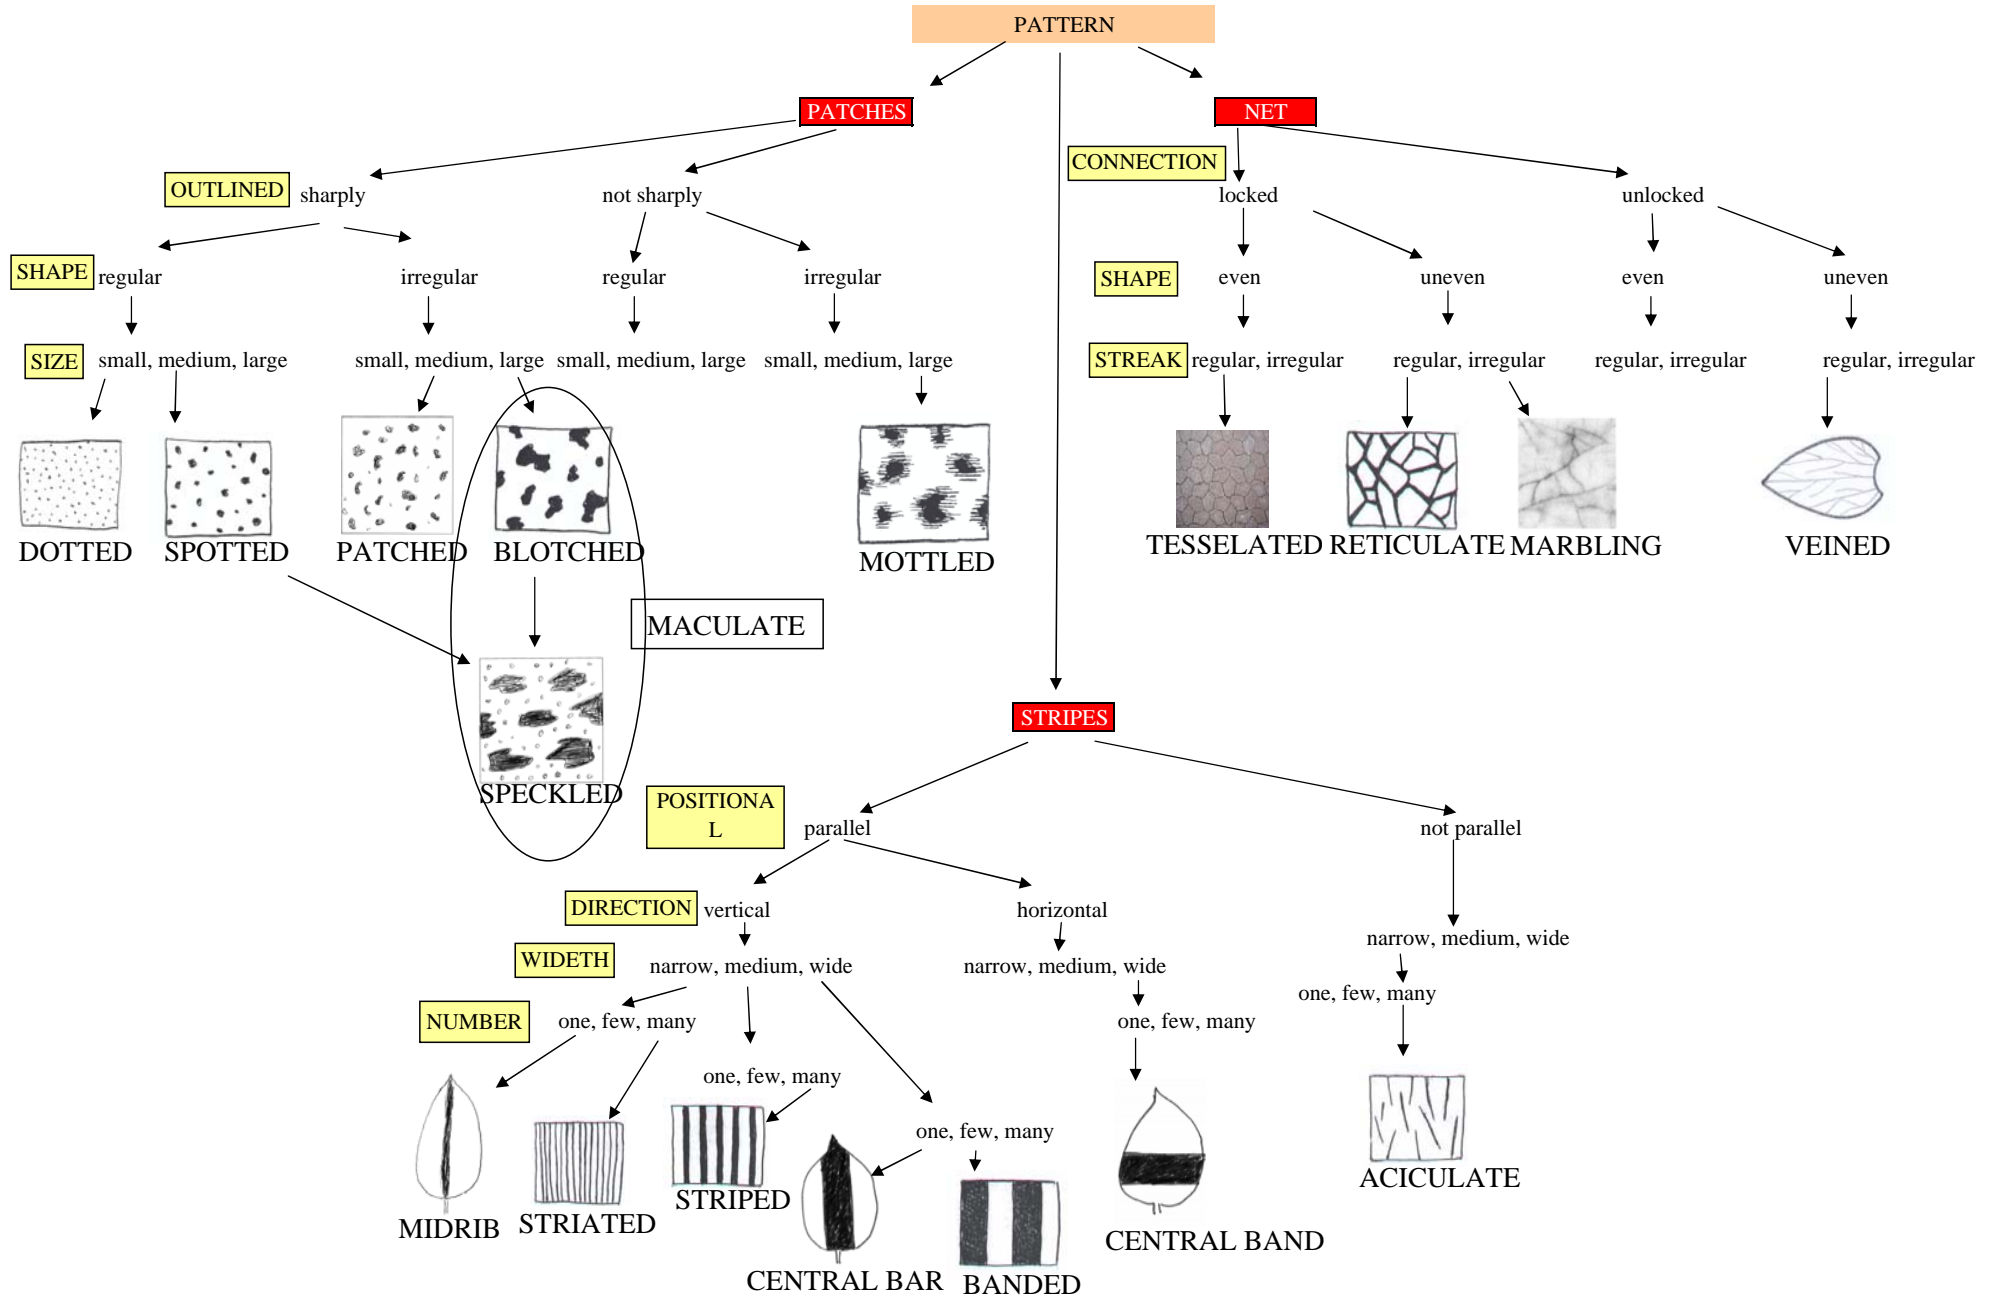 PATTERN
PATCHES
NET
CONNECTION
OUTLINED sharply
not sharply
locked
unlocked
SHAPE regular
irregular
regular
irregular
SHAPE
even
uneven
even
uneven
SIZE small, medium, large
small, medium, large
small, medium, large
small, medium, large
STREAK regular, irregular
regular, irregular
regular, irregular
regular, irregular
DOTTED
SPOTTED
PATCHED
BLOTCHED
MOTTLED
TESSELATED
RETICULATE
MARBLING
VEINED
MACULATE
SPECKLED
STRIPES
POSITIONA
L
parallel
not parallel
DIRECTION vertical
horizontal
WIDETH
narrow, medium, wide
narrow, medium, wide
narrow, medium, wide
NUMBER
one, few, many
one, few, many
one, few, many
one, few, many
one, few, many
MIDRIB
STRIATED
STRIPED
CENTRAL BAR
BANDED
CENTRAL BAND
ACICULATE